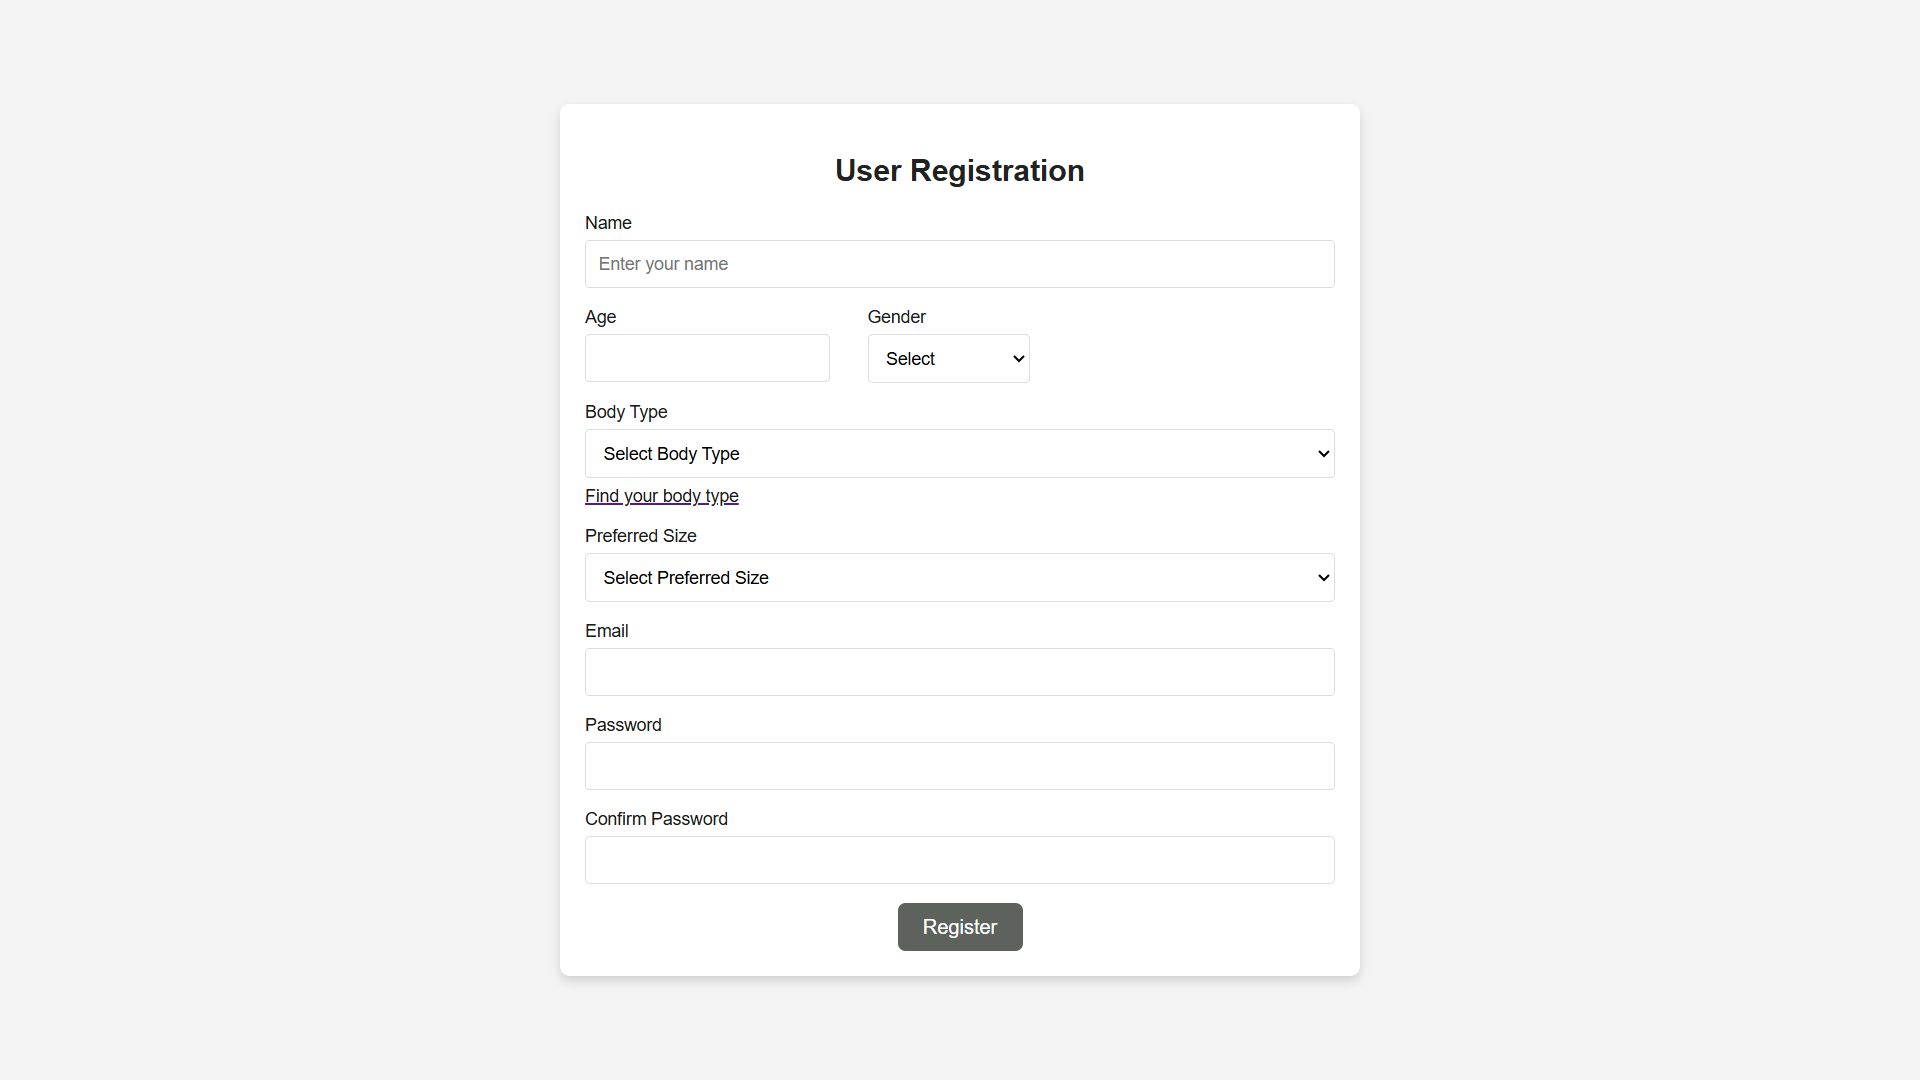 User Registration
Name
Enter your name
Age
Gender
Select
Body Type
Select Body Type
Find your body type
Preferred Size
Select Preferred Size
Email
Password
Confirm Password
Register